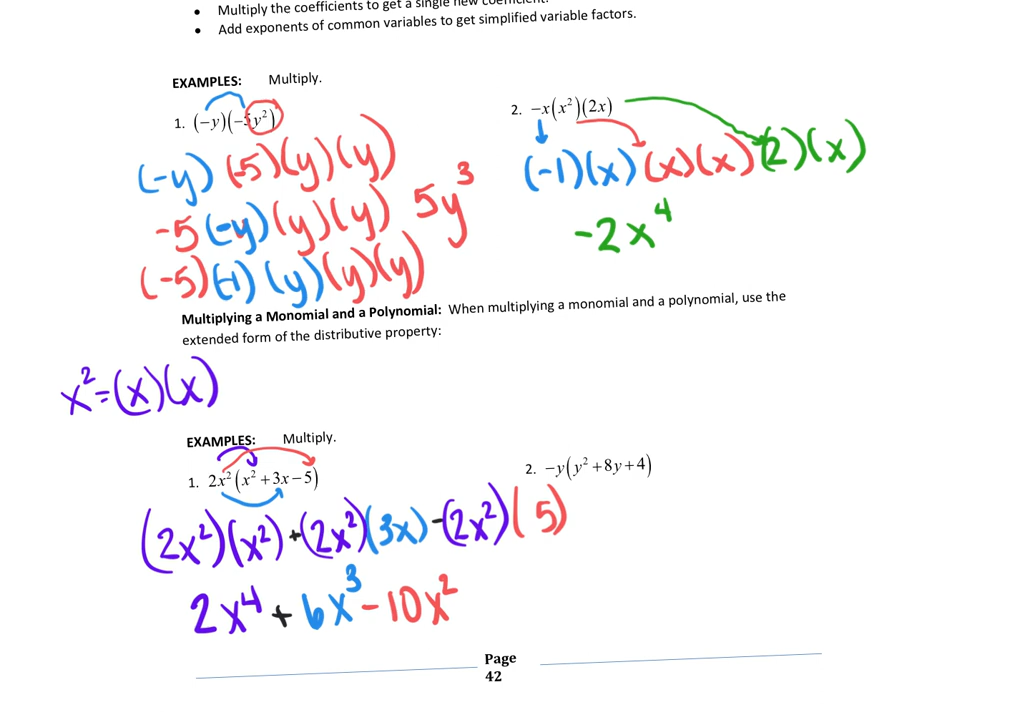 • Multiply the coefficients to get a single new coefficient.
• Add exponents of common variables to get simplified variable factors.
EXAMPLES: Multiply.
1. (−y)(−5y²)
(-y)(-5)(y)(y)
-5(-y)(y)(y) 5y³
(-5)(-1)(y)(y)(y)
2. −x(x²)(2x)
(-1)(x)(x)(x)(2)(x)
-2x⁴
Multiplying a Monomial and a Polynomial: When multiplying a monomial and a polynomial, use the
extended form of the distributive property:
x²=(x)(x)
EXAMPLES: Multiply.
1. 2x²(x²+3x−5)
(2x²)(x²)+(2x²)(3x)-(2x²)(5)
2x⁴+6x³-10x²
2. −y(y²+8y+4)
Page
42